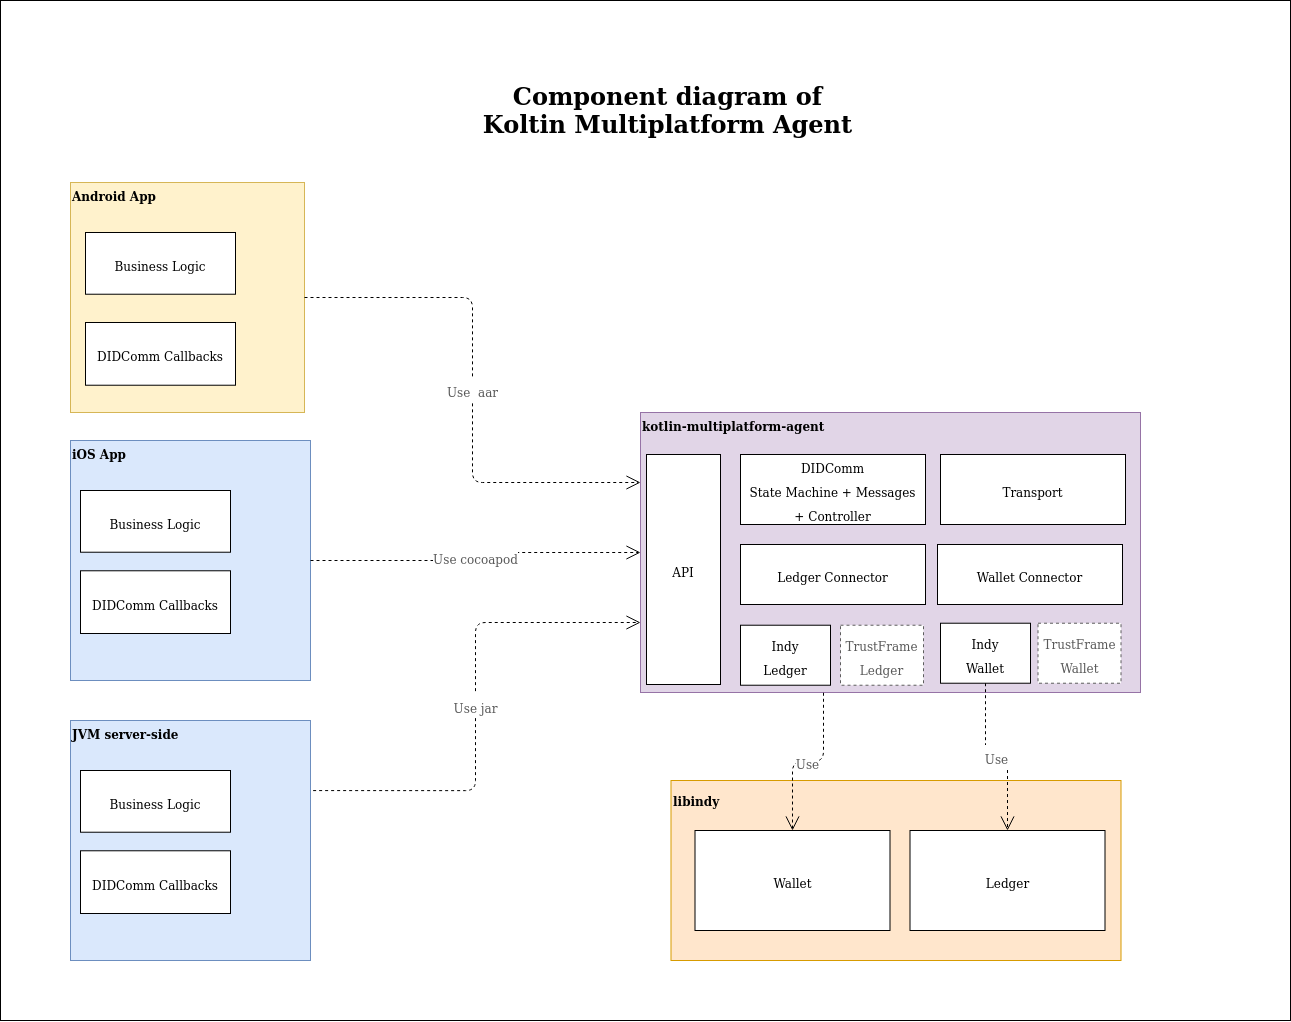 Component diagram of
Koltin Multiplatform Agent
Android App
Business Logic
DIDComm Callbacks
Use  aar
iOS App
Business Logic
DIDComm Callbacks
Use cocoapod
JVM server-side
Business Logic
DIDComm Callbacks
Use jar
kotlin-multiplatform-agent
API
DIDComm
State Machine + Messages
+ Controller
Transport
Ledger Connector
Wallet Connector
Indy
Ledger
TrustFrame
Ledger
Indy
Wallet
TrustFrame
Wallet
Use
Use
libindy
Wallet
Ledger